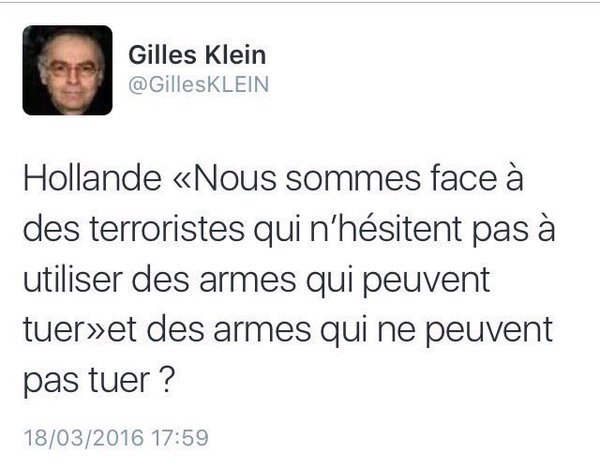 Gilles Klein
@GillesKLEIN
Hollande «Nous sommes face à
des terroristes qui n’hésitent pas à
utiliser des armes qui peuvent
tuer»et des armes qui ne peuvent
pas tuer ?
18/03/2016 17:59